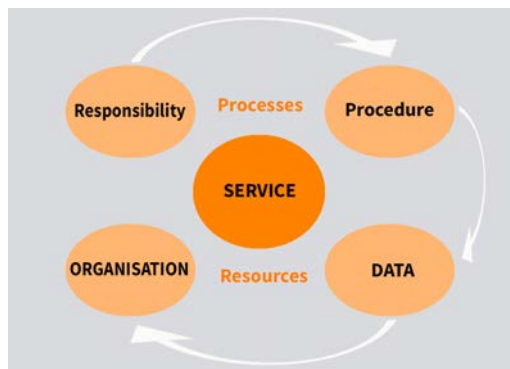 Responsibility
Processes
Procedure
SERVICE
ORGANISATION
Resources
DATA